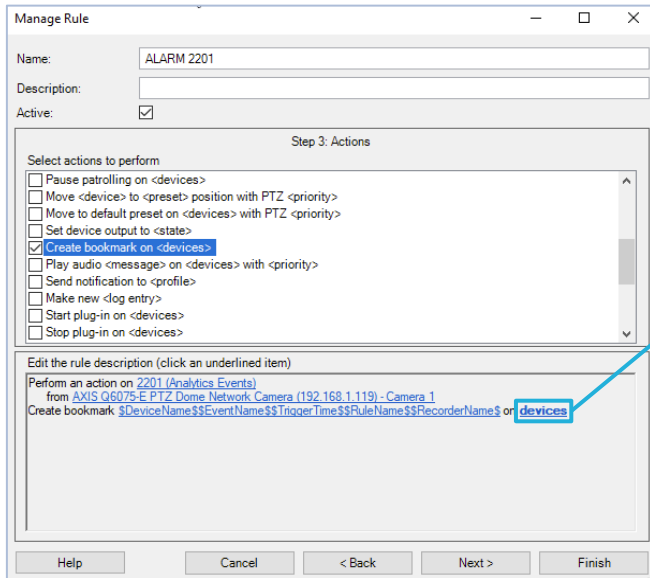 Manage Rule
Name: ALARM 2201
Description:
Active:
Step 3: Actions
Select actions to perform
Pause patrolling on <devices>
Move <device> to <preset> position with PTZ <priority>
Move to default preset on <devices> with PTZ <priority>
Set device output to <state>
Create bookmark on <devices>
Play audio <message> on <devices> with <priority>
Send notification to <profile>
Make new <log entry>
Start plug-in on <devices>
Stop plug-in on <devices>
Edit the rule description (click an underlined item)
Perform an action on 2201 (Analytics Events)
from AXIS Q6075-E PTZ Dome Network Camera (192.168.1.119) - Camera 1
Create bookmark $DeviceName$$EventName$$TriggerTime$$RuleName$$RecorderName$ on devices
Help Cancel < Back Next > Finish